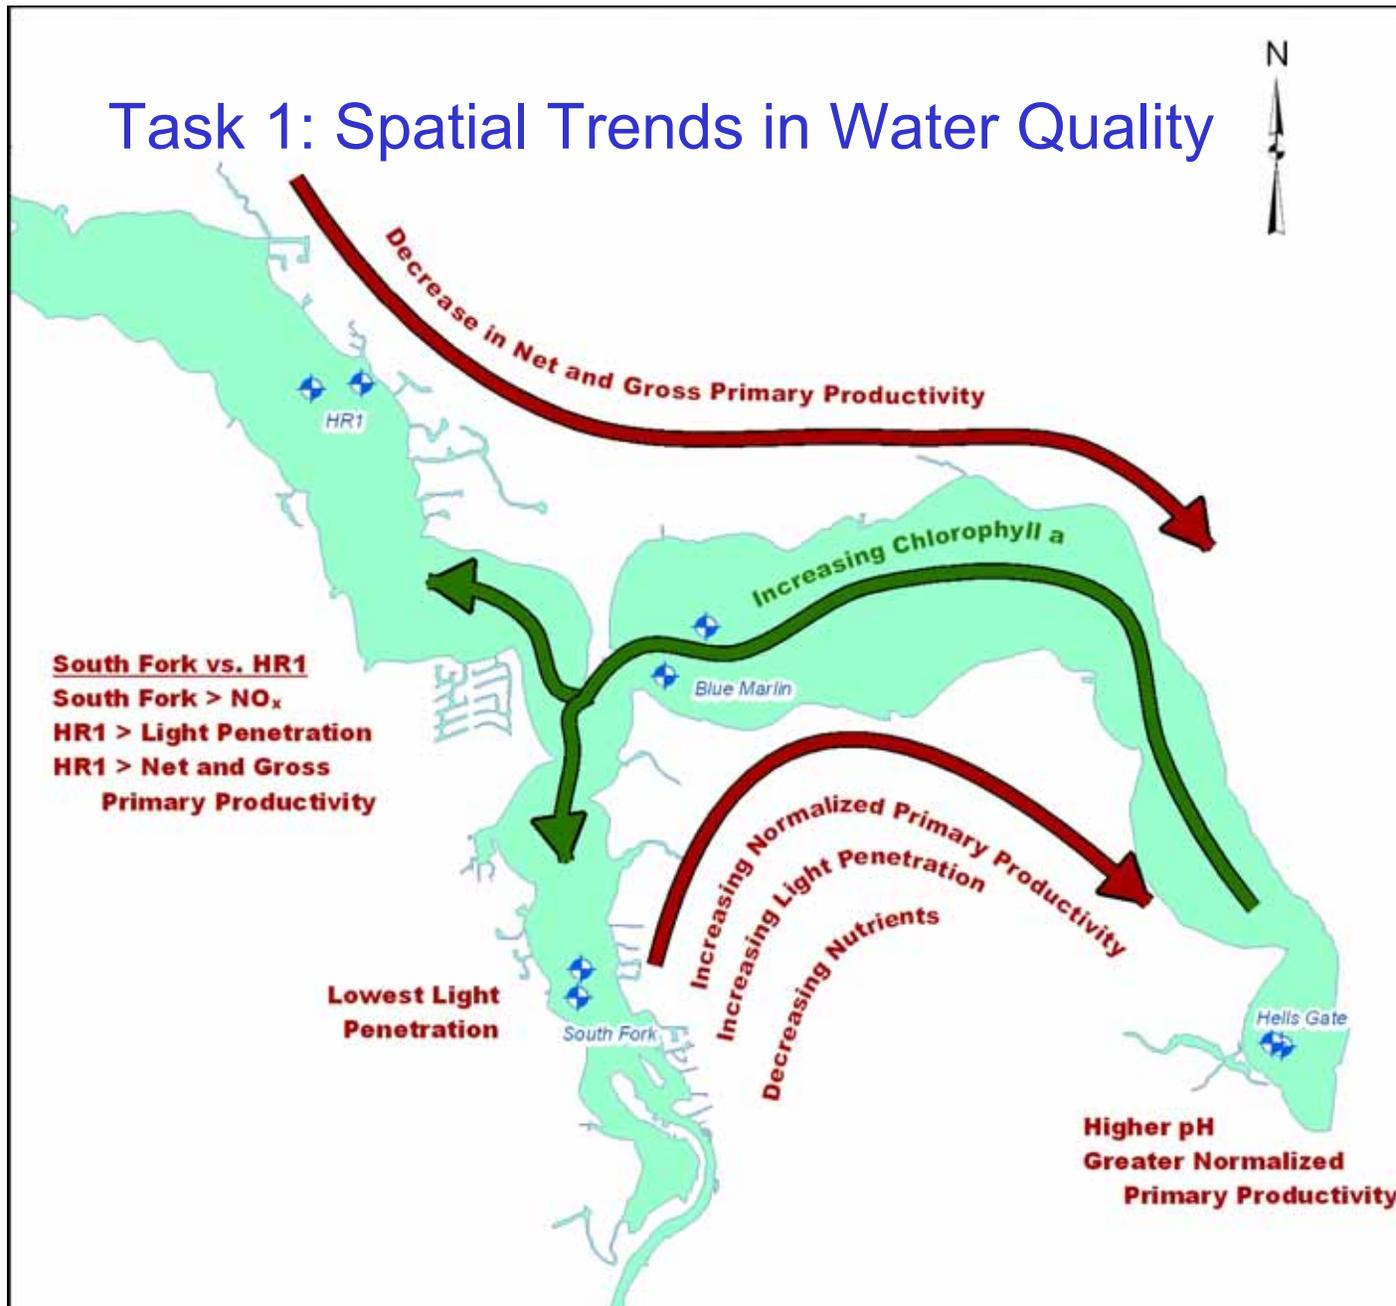 N
Task 1: Spatial Trends in Water Quality
Decrease in Net and Gross Primary Productivity
HR1
Increasing Chlorophyll a
South Fork vs. HR1
South Fork > NOₓ
HR1 > Light Penetration
HR1 > Net and Gross
Primary Productivity
Blue Marlin
Increasing Normalized Primary Productivity
Increasing Light Penetration
Decreasing Nutrients
Lowest Light
Penetration
South Fork
Hells Gate
Higher pH
Greater Normalized
Primary Productivity